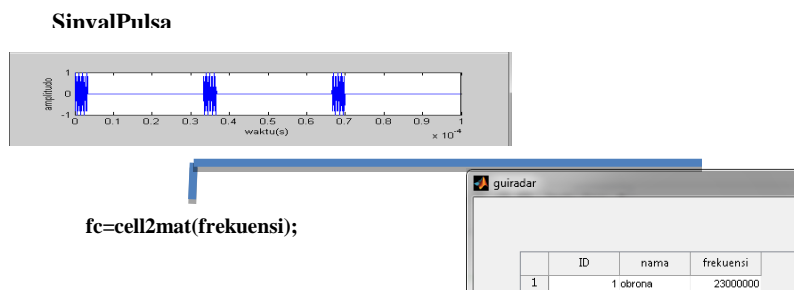 SinyalPulsa
1
0
-1
amplitudo
0 0.1 0.2 0.3 0.4 0.5 0.6 0.7 0.8 0.9 1
waktu(s)
x 10⁻⁴
guiradar
fc=cell2mat(frekuensi);
ID nama frekuensi
1 1 obrona 23000000